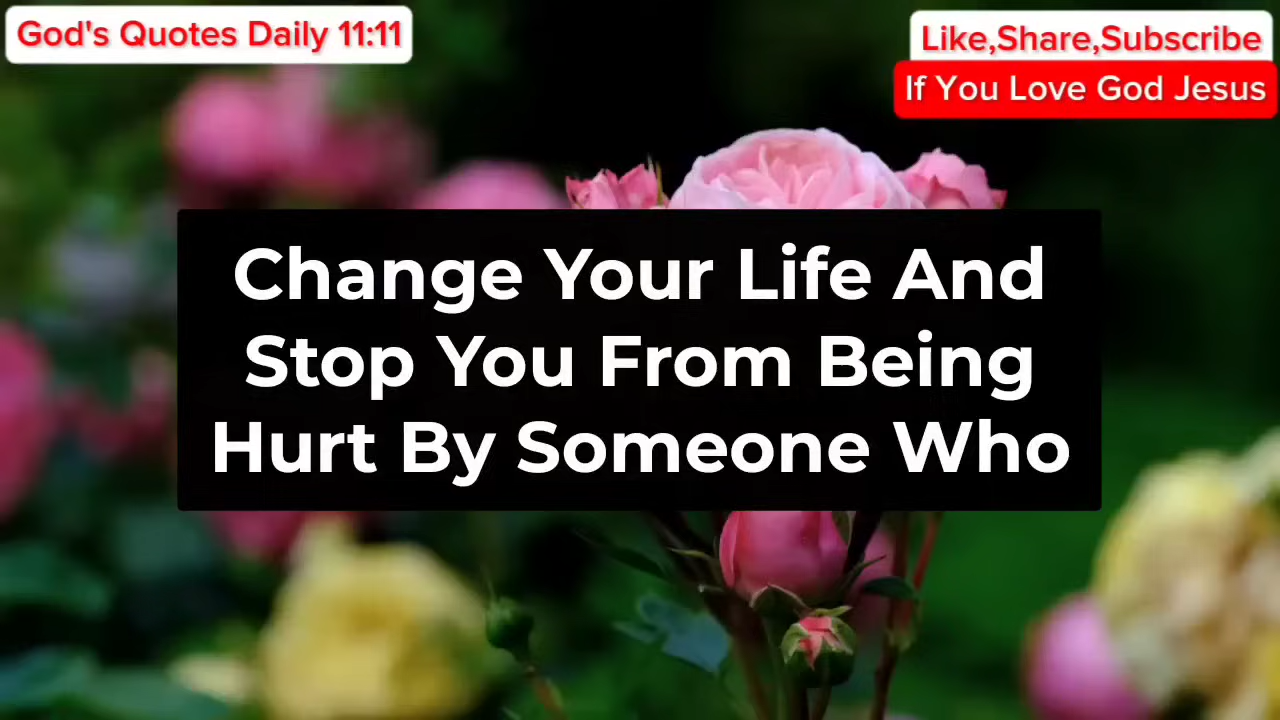 God's Quotes Daily 11:11
Like,Share,Subscribe
If You Love God Jesus
Change Your Life And
Stop You From Being
Hurt By Someone Who